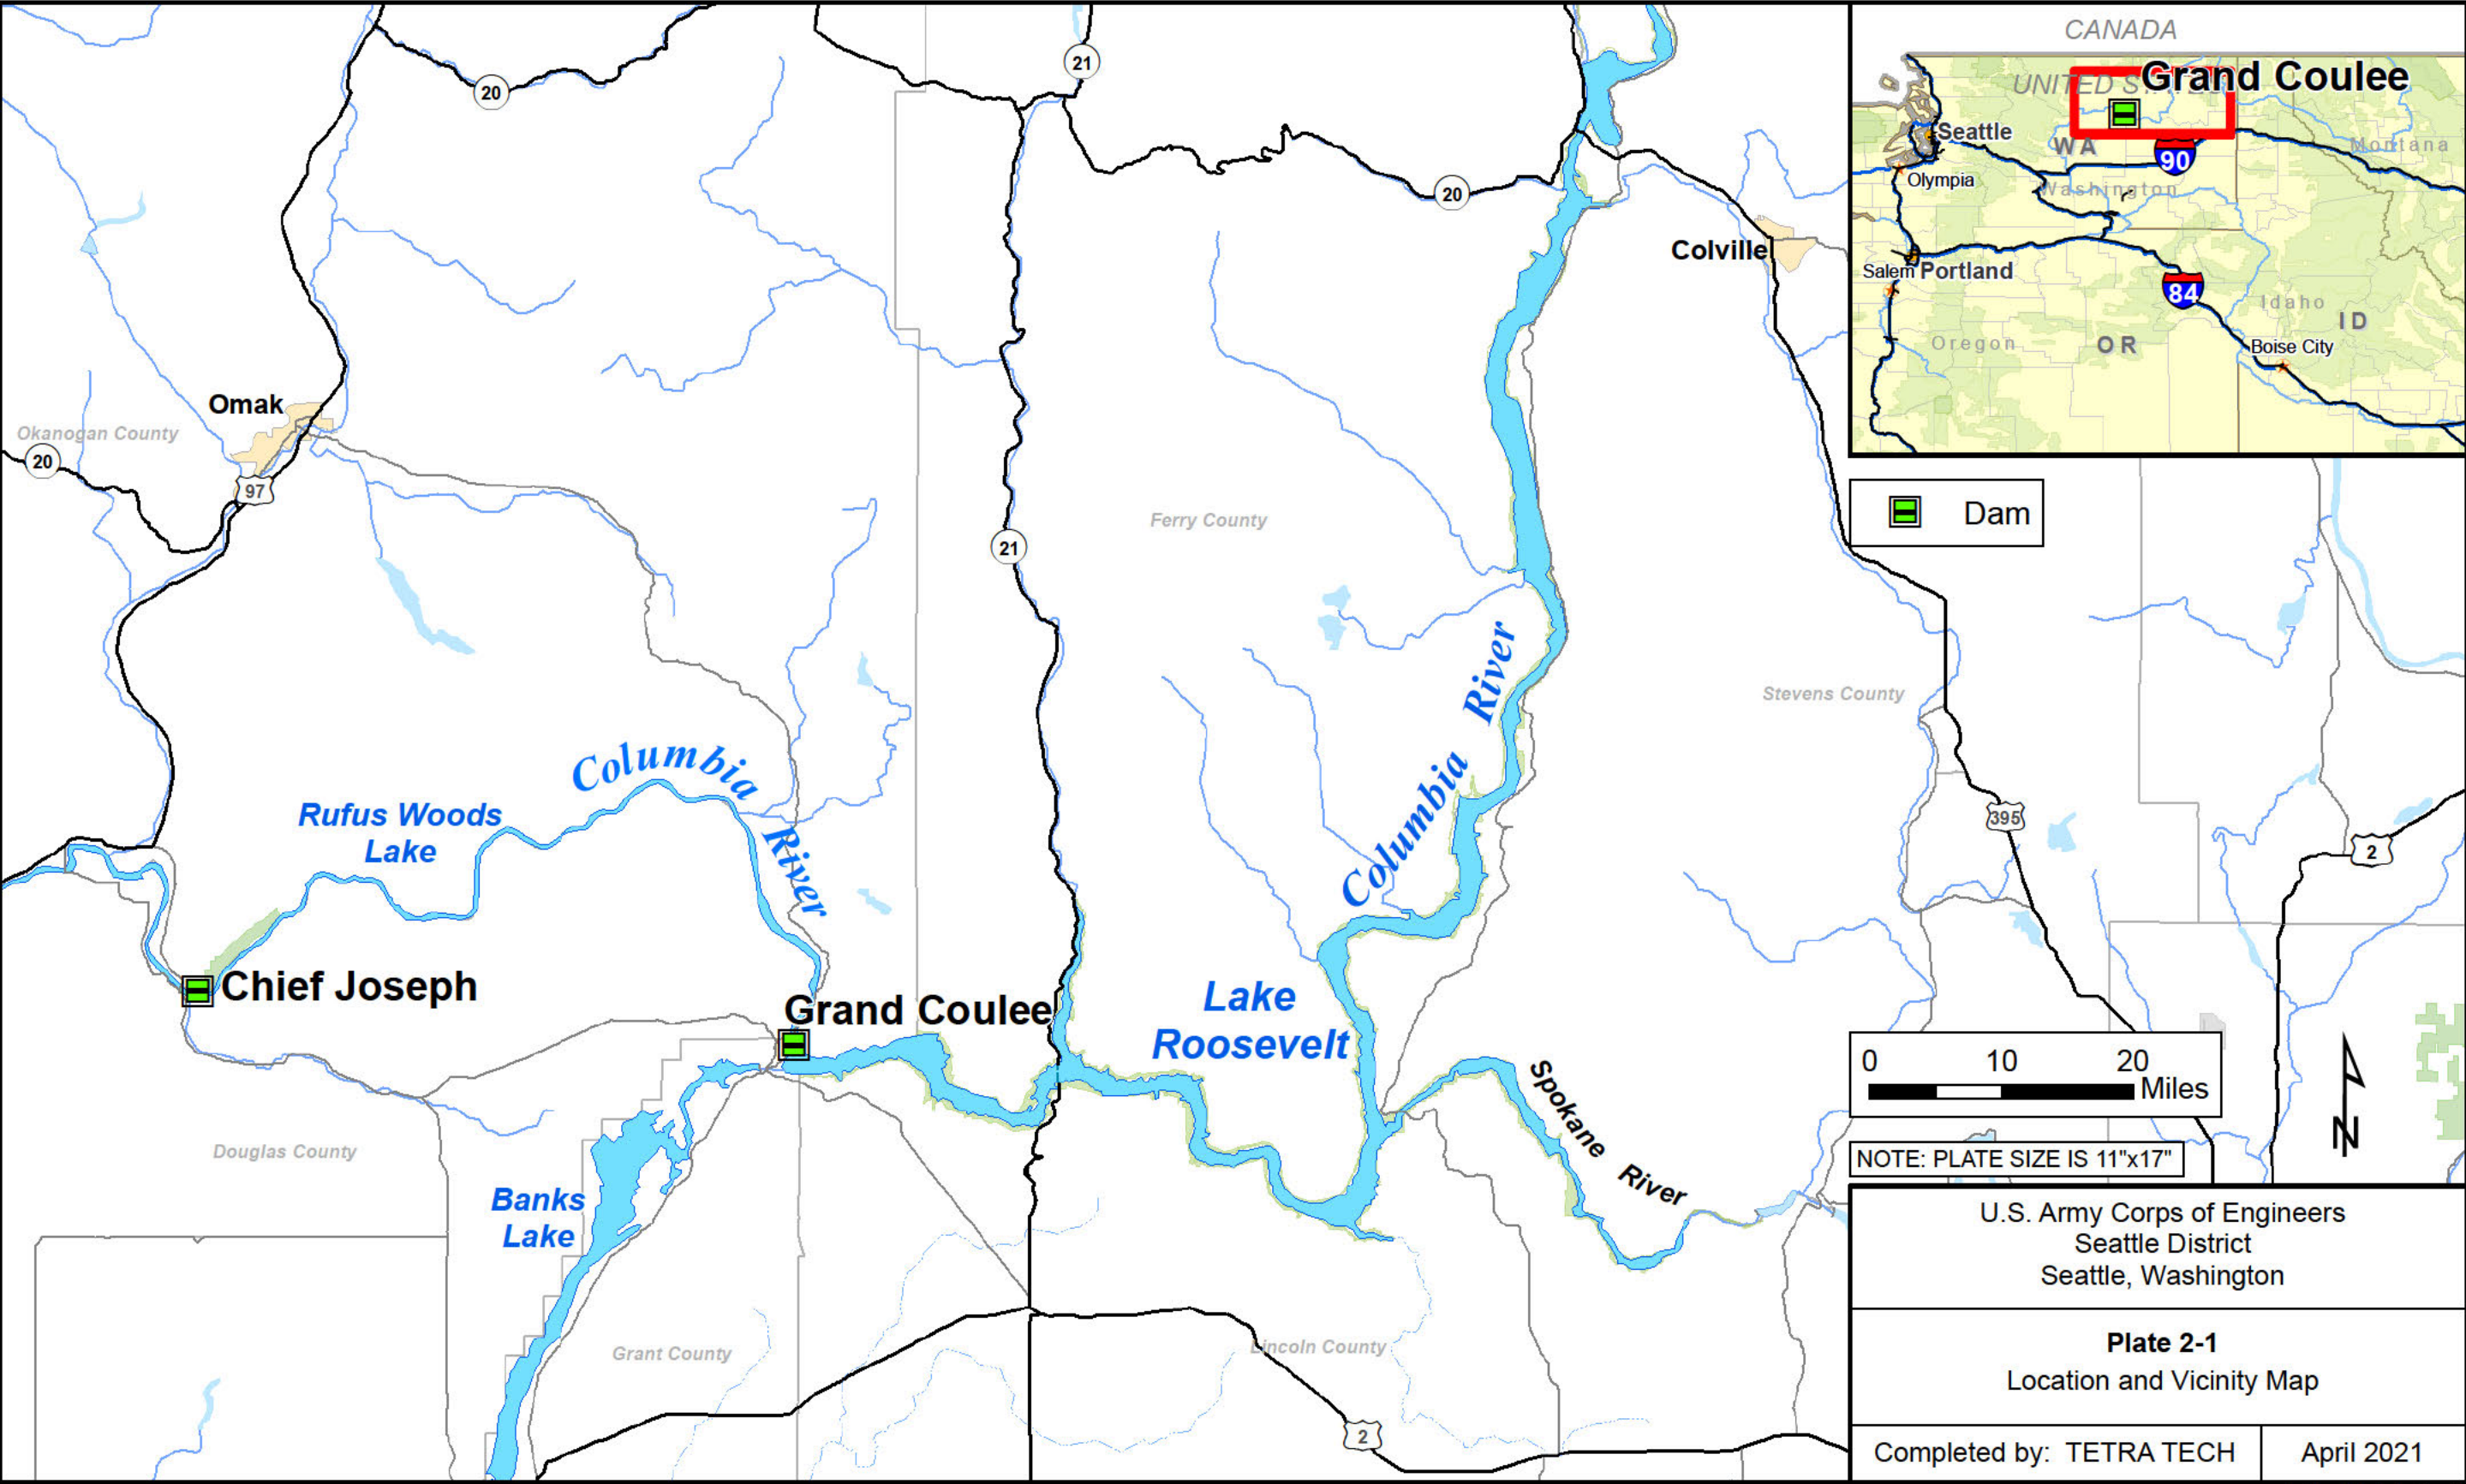 20
21
20
Colville
Omak
Okanogan County
20
97
Ferry County
21
Columbia River
Stevens County
Columbia River
Rufus Woods
Lake
395
2
Chief Joseph
Grand Coulee
Lake
Roosevelt
Spokane River
Douglas County
Banks
Lake
Grant County
Lincoln County
2
CANADA
Grand Coulee
Seattle
WA
90
Montana
Olympia
Washington
Salem
Portland
84
Idaho
ID
Oregon
OR
Boise City
Dam
0 10 20
Miles
N
NOTE: PLATE SIZE IS 11"x17"
U.S. Army Corps of Engineers
Seattle District
Seattle, Washington
Plate 2-1
Location and Vicinity Map
Completed by: TETRA TECH
April 2021